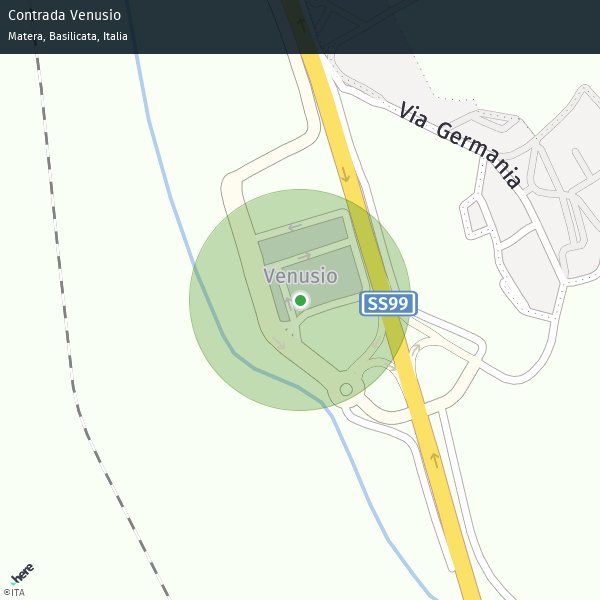 Contrada Venusio
Matera, Basilicata, Italia
Via Germania
Venusio
SS99
here
©ITA